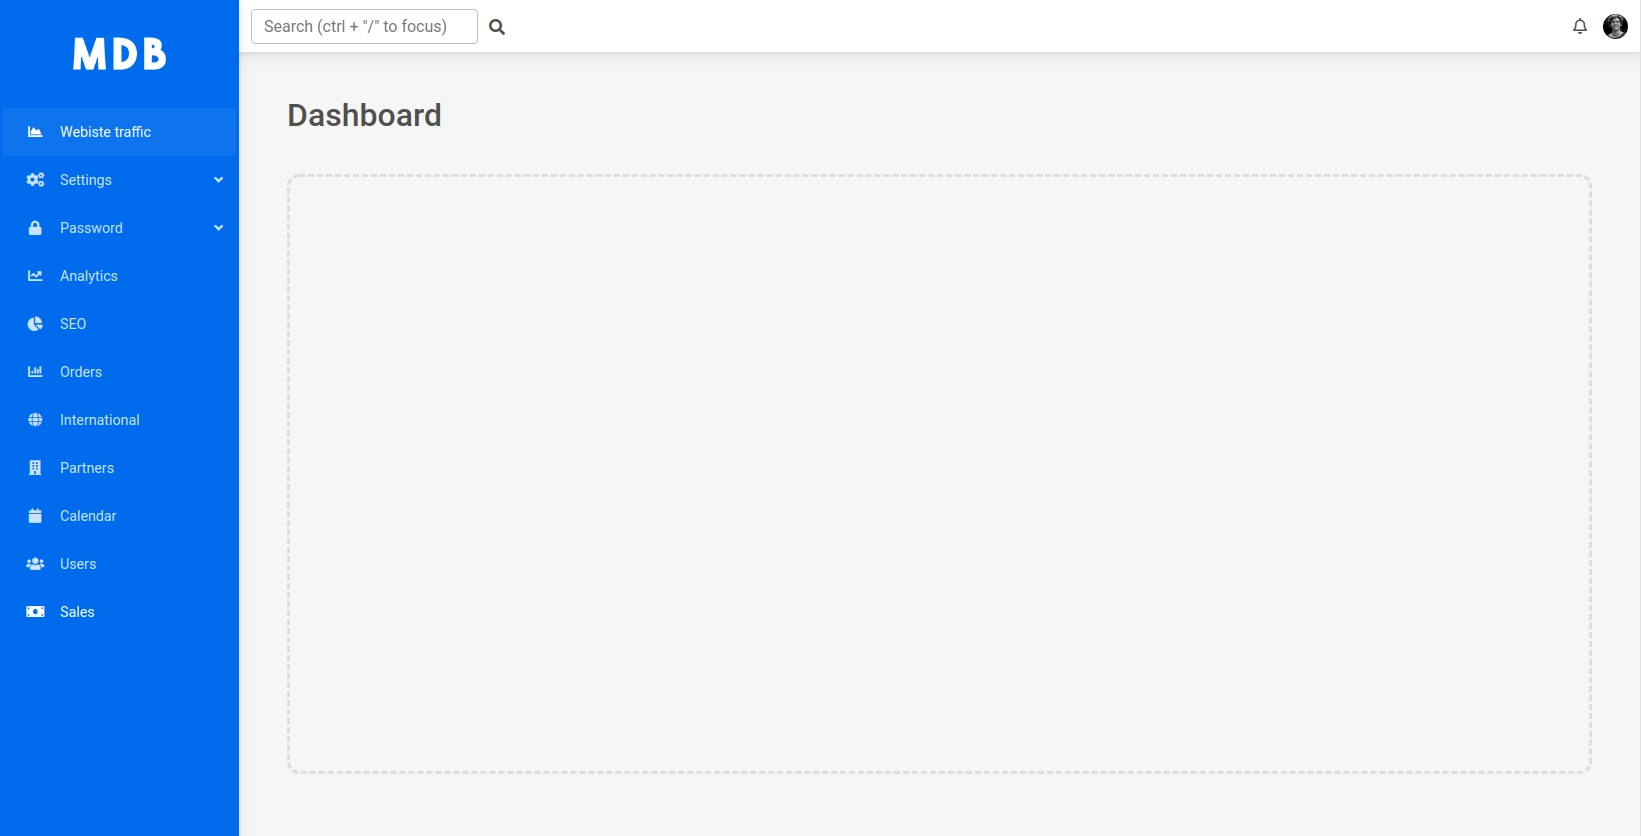 MDB
Search (ctrl + "/" to focus)
Dashboard
Webiste traffic
Settings
Password
Analytics
SEO
Orders
International
Partners
Calendar
Users
Sales